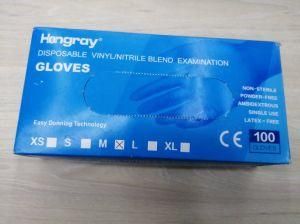 Hongray
DISPOSABLE VINYL/NITRILE BLEND EXAMINATION
GLOVES
NON-STERILE
POWDER-FREE
AMBIDEXTROUS
SINGLE USE
LATEX-FREE
Easy Donning Technology
XS S M L XL
CE 100
GLOVES